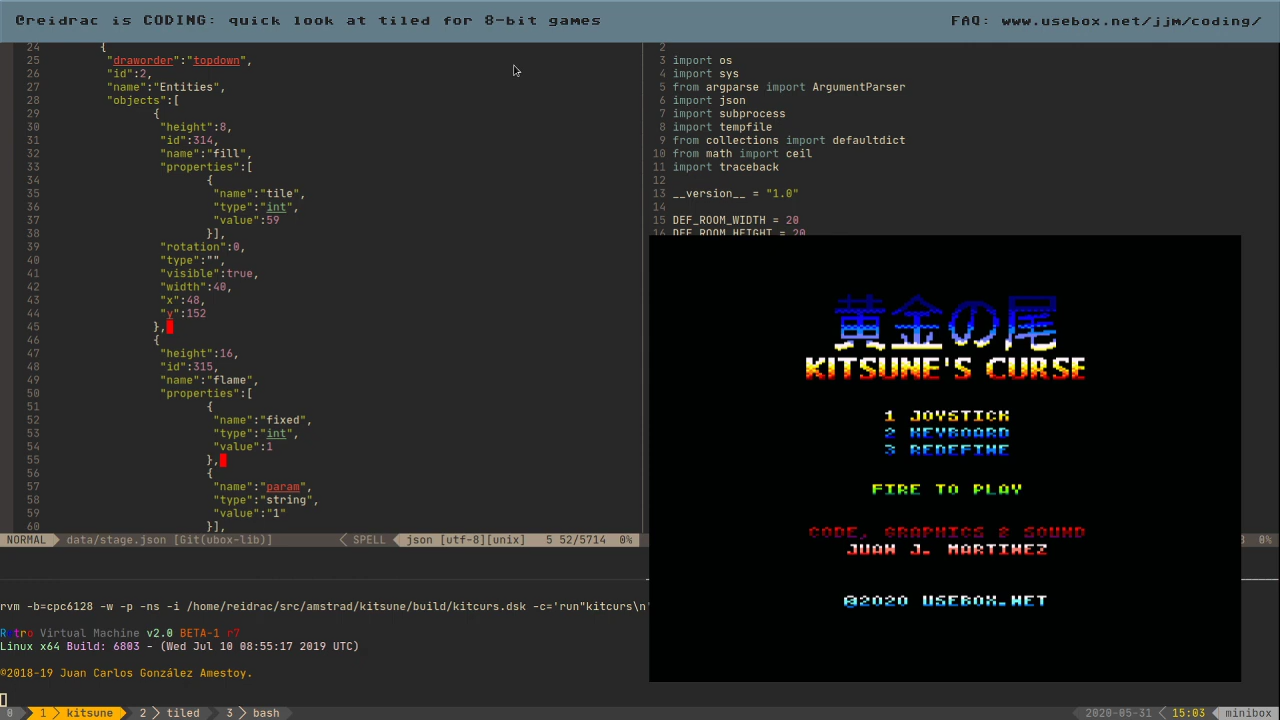 @reidrac is CODING: quick look at tiled for 8-bit games
FAQ: www.usebox.net/jjm/coding/
24 {
25 "draworder":"topdown",
26 "id":2,
27 "name":"Entities",
28 "objects":[
29 {
30 "height":8,
31 "id":314,
32 "name":"fill",
33 "properties":[
34 {
35 "name":"tile",
36 "type":"int",
37 "value":59
38 }],
39 "rotation":0,
40 "type":"",
41 "visible":true,
42 "width":40,
43 "x":48,
44 "y":152
45 },
46 {
47 "height":16,
48 "id":315,
49 "name":"flame",
50 "properties":[
51 {
52 "name":"fixed",
53 "type":"int",
54 "value":1
55 },
56 {
57 "name":"param",
58 "type":"string",
59 "value":"1"
60 }],
NORMAL data/stage.json [Git(ubox-lib)] SPELL json [utf-8][unix] 5 52/5714 0%
2
3 import os
4 import sys
5 from argparse import ArgumentParser
6 import json
7 import subprocess
8 import tempfile
9 from collections import defaultdict
10 from math import ceil
11 import traceback
12
13 __version__ = "1.0"
14
15 DEF_ROOM_WIDTH = 20
16 DEF_ROOM_HEIGHT = 20
黄金の尾
KITSUNE'S CURSE
1 JOYSTICK
2 KEYBOARD
3 REDEFINE
FIRE TO PLAY
CODE, GRAPHICS & SOUND
JUAN J. MARTINEZ
@2020 USEBOX.NET
0%
rvm -b=cpc6128 -w -p -ns -i /home/reidrac/src/amstrad/kitsune/build/kitcurs.dsk -c='run"kitcurs\n'
Retro Virtual Machine v2.0 BETA-1 r7
Linux x64 Build: 6803 - (Wed Jul 10 08:55:17 2019 UTC)
©2018-19 Juan Carlos González Amestoy.
0 1 kitsune 2 tiled 3 bash
2020-05-31 15:03 minibox